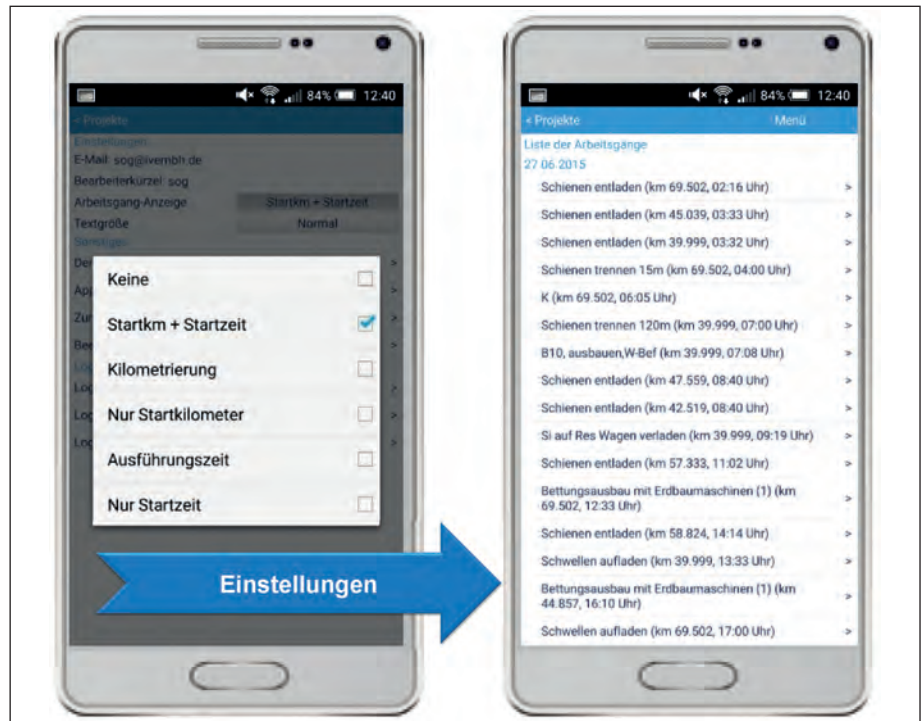 84% 12:40
< Projekte
Einstellungen
E-Mail: sog@ivembh.de
Bearbeiterkürzel: sog
Arbeitsgang-Anzeige Startkm + Startzeit
Textgröße Normal
Sonstiges
Keine
Startkm + Startzeit
Kilometrierung
Nur Startkilometer
Ausführungszeit
Nur Startzeit
Einstellungen
84% 12:40
< Projekte Menü
Liste der Arbeitsgänge
27.06.2015
Schienen entladen (km 69.502, 02:16 Uhr) >
Schienen entladen (km 45.039, 03:33 Uhr) >
Schienen entladen (km 39.999, 03:32 Uhr) >
Schienen trennen 15m (km 69.502, 04:00 Uhr) >
K (km 69.502, 06:05 Uhr) >
Schienen trennen 120m (km 39.999, 07:00 Uhr) >
B10, ausbauen,W-Bef (km 39.999, 07:08 Uhr) >
Schienen entladen (km 47.559, 08:40 Uhr) >
Schienen entladen (km 42.519, 08:40 Uhr) >
Si auf Res Wagen verladen (km 39.999, 09:19 Uhr) >
Schienen entladen (km 57.333, 11:02 Uhr) >
Bettungsausbau mit Erdbaumaschinen (1) (km
69.502, 12:33 Uhr) >
Schienen entladen (km 58.824, 14:14 Uhr) >
Schwellen aufladen (km 39.999, 13:33 Uhr) >
Bettungsausbau mit Erdbaumaschinen (1) (km
44.857, 16:10 Uhr) >
Schwellen aufladen (km 69.502, 17:00 Uhr) >